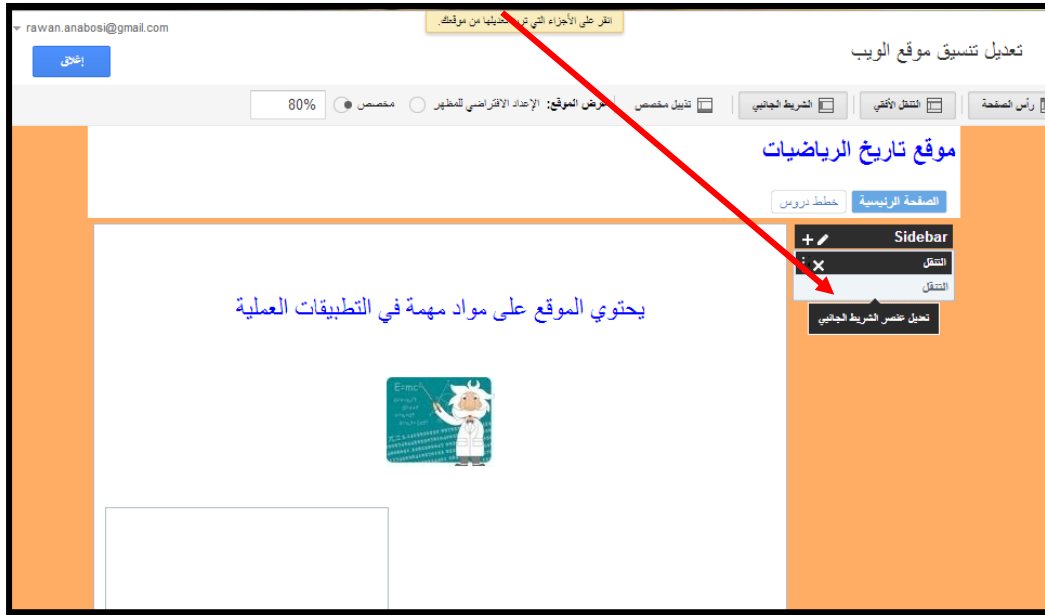 انقر على الأجزاء التي تريد تعديلها من موقعك.
rawan.anabosi@gmail.com
تعديل تنسيق موقع الويب
إغلاق
رأس الصفحة
التنقل الأفقي
الشريط الجانبي
تذييل مخصص
عرض الموقع: الإعداد الافتراضي للمظهر
مخصص
80%
موقع تاريخ الرياضيات
الصفحة الرئيسية
خطط دروس
Sidebar
التنقل
التنقل
تعديل عنصر الشريط الجانبي
يحتوي الموقع على مواد مهمة في التطبيقات العملية
E=mc²